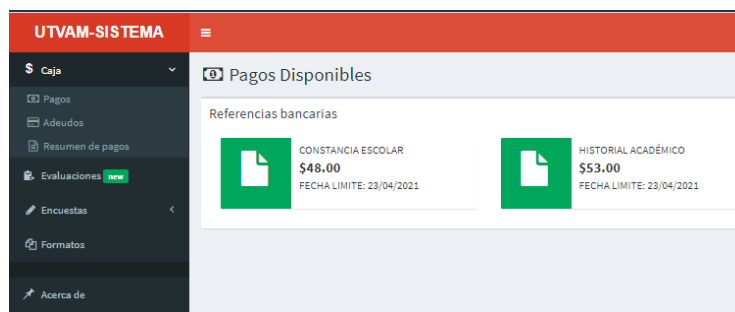 UTVAM-SISTEMA
$ Caja
Pagos
Adeudos
Resumen de pagos
Evaluaciones new
Encuestas
Formatos
Acerca de
Pagos Disponibles
Referencias bancarias
CONSTANCIA ESCOLAR
$48.00
FECHA LIMITE: 23/04/2021
HISTORIAL ACADÉMICO
$53.00
FECHA LIMITE: 23/04/2021